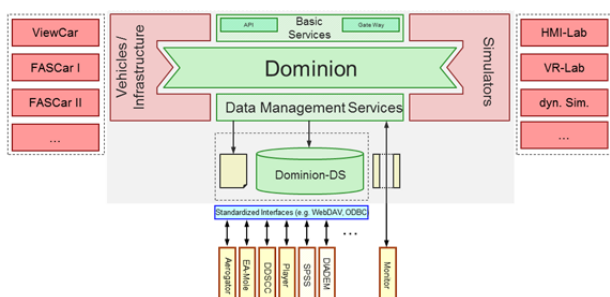 ViewCar
FASCar I
FASCar II
...
Vehicles /
Infrastructure
Basic
Services
API
Gate Way
Dominion
Data Management Services
Simulators
HMI-Lab
VR-Lab
dyn. Sim.
...
Dominion-DS
Standardized Interfaces (e.g. WebDAV, ODBC
...
Aerogator
EA-Mole
DDSCC
Player
SPSS
DIADEM
Monitor